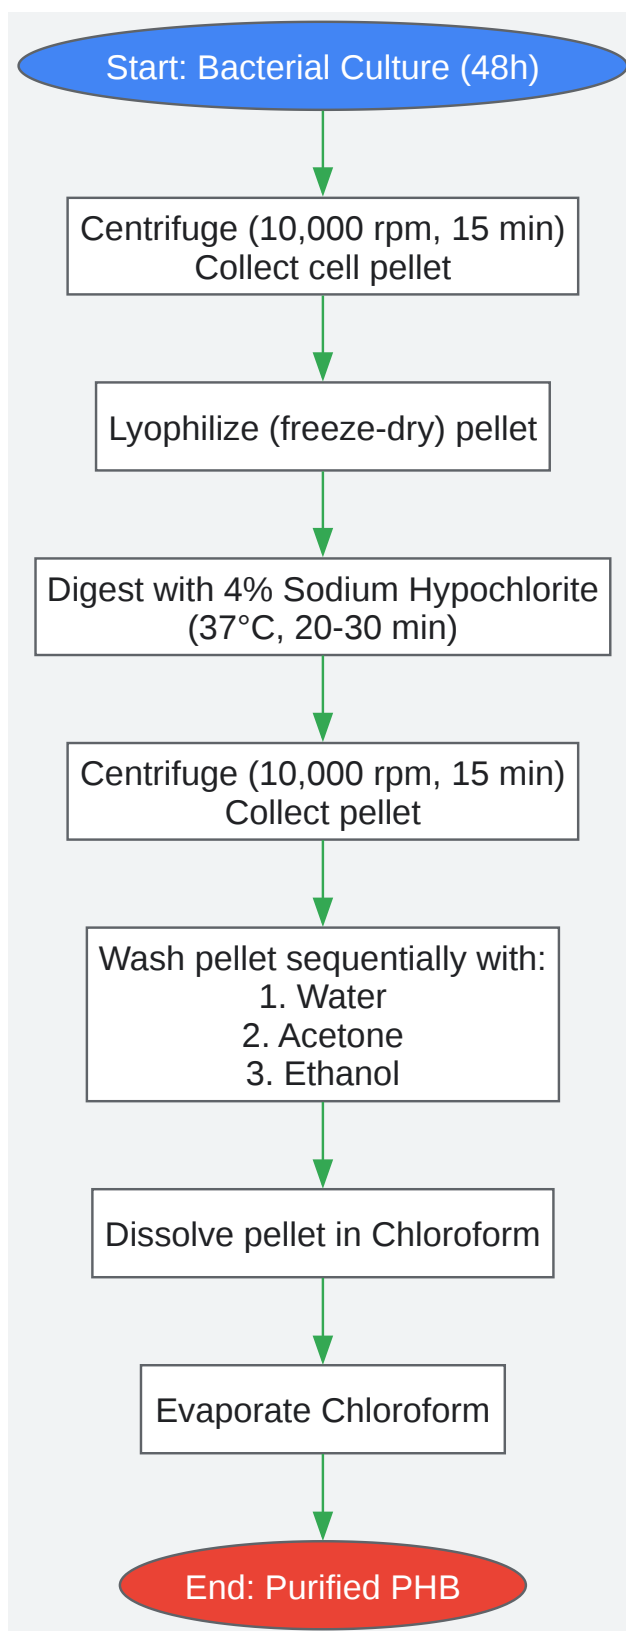 Start: Bacterial Culture (48h)
Centrifuge (10,000 rpm, 15 min)
Collect cell pellet
Lyophilize (freeze-dry) pellet
Digest with 4% Sodium Hypochlorite
(37°C, 20-30 min)
Centrifuge (10,000 rpm, 15 min)
Collect pellet
Wash pellet sequentially with:
1. Water
2. Acetone
3. Ethanol
Dissolve pellet in Chloroform
Evaporate Chloroform
End: Purified PHB